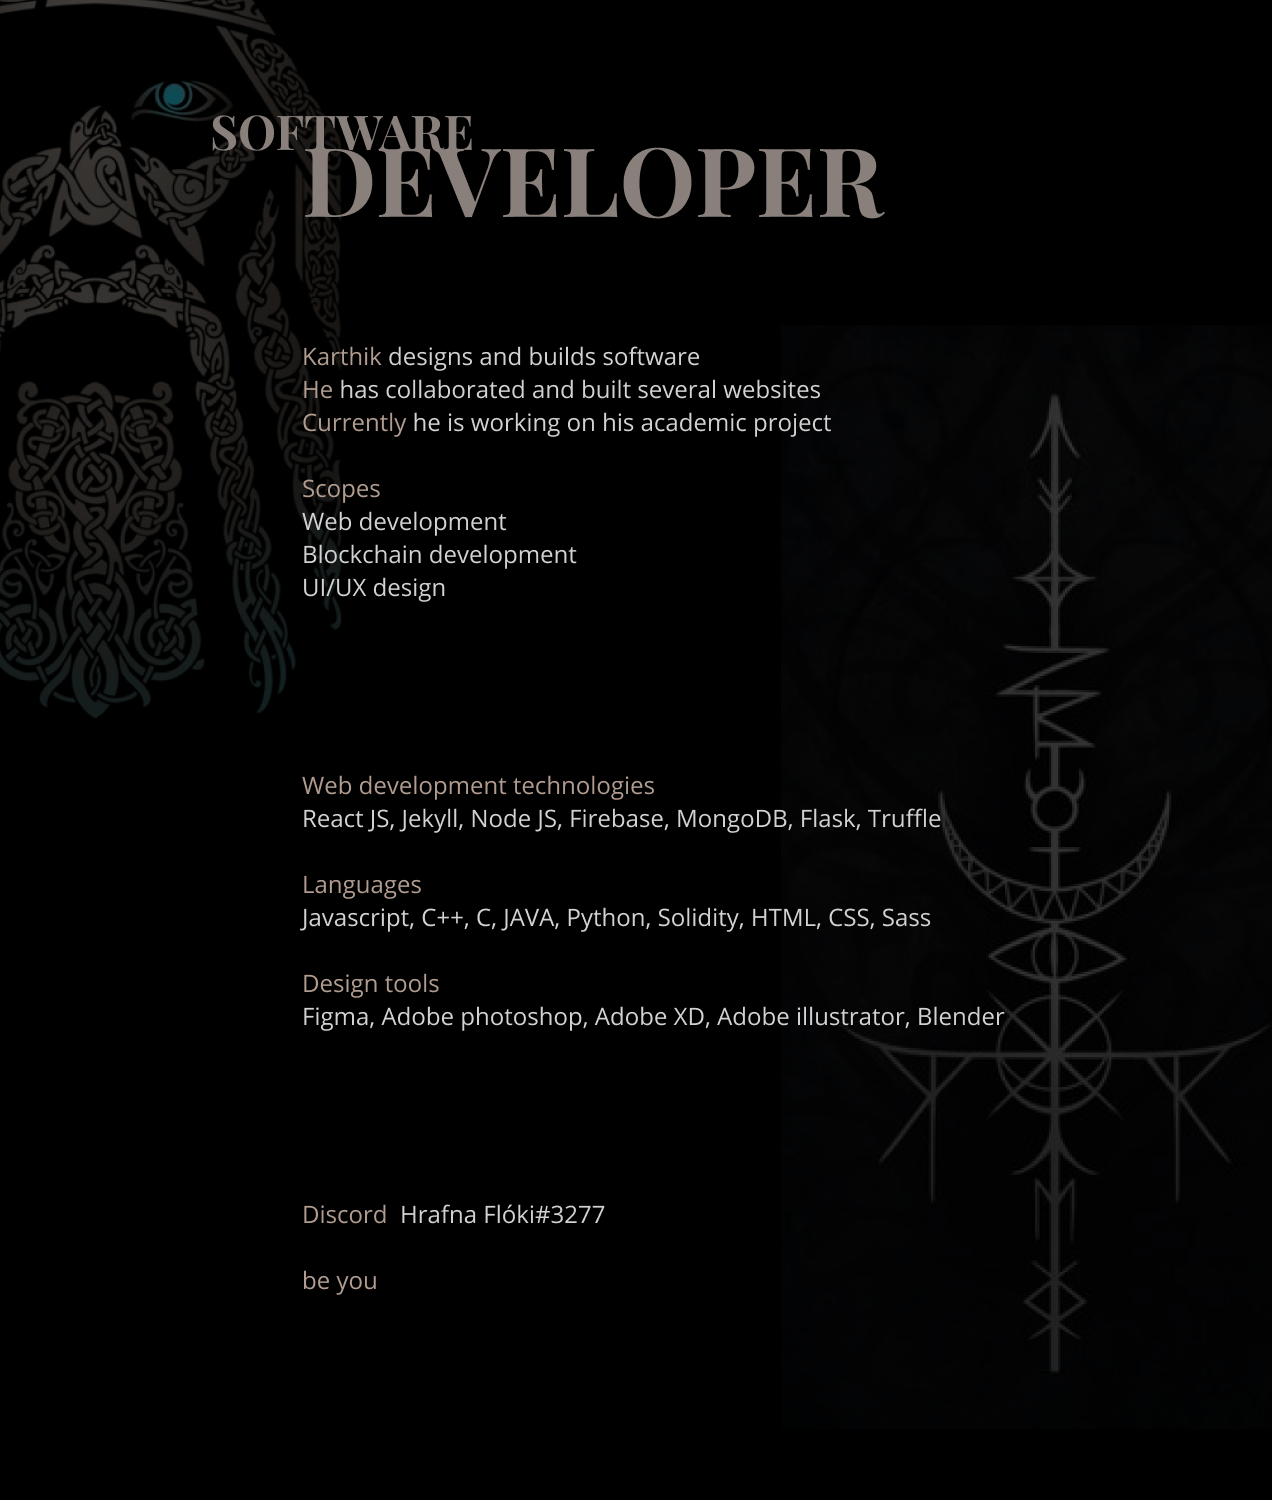 SOFTWARE
DEVELOPER
Karthik designs and builds software
He has collaborated and built several websites
Currently he is working on his academic project
Scopes
Web development
Blockchain development
UI/UX design
Web development technologies
React JS, Jekyll, Node JS, Firebase, MongoDB, Flask, Truffle
Languages
Javascript, C++, C, JAVA, Python, Solidity, HTML, CSS, Sass
Design tools
Figma, Adobe photoshop, Adobe XD, Adobe illustrator, Blender
Discord Hrafna Flóki#3277
be you